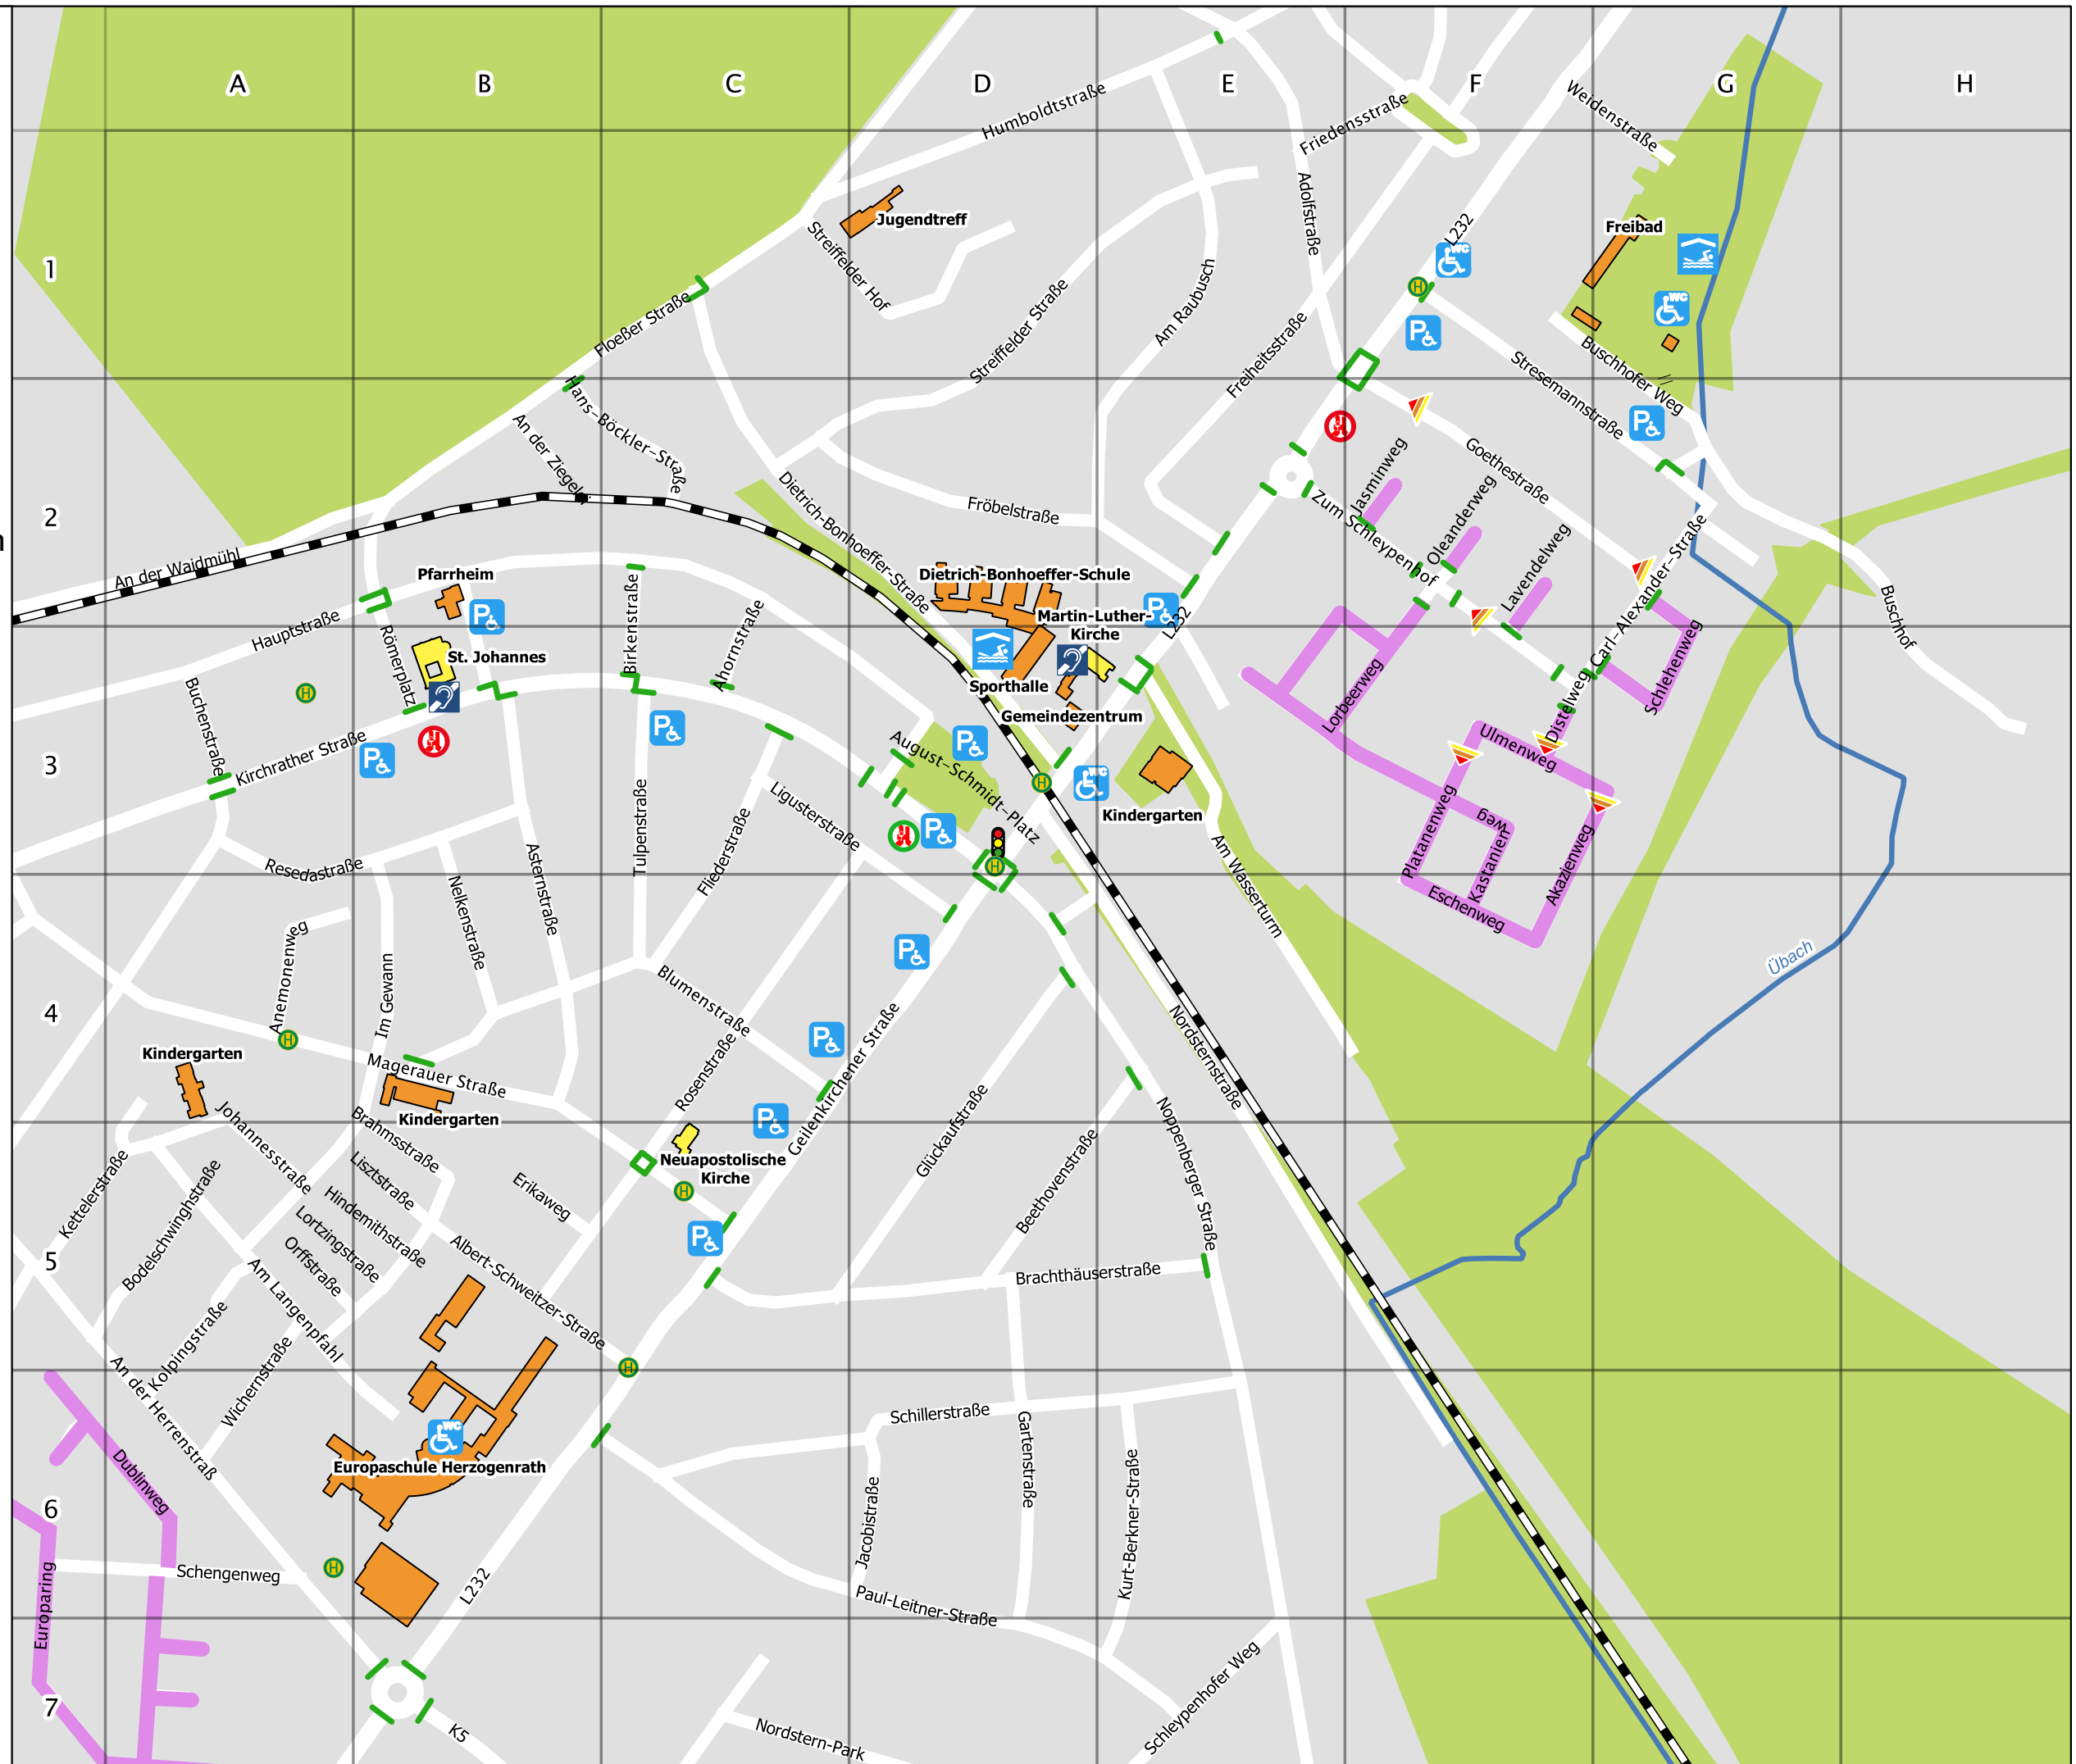 A
B
C
D
E
F
G
H
Humboldtstraße
Friedensstraße
Weidenstraße
Adolfstraße
1
Jugendtreff
Streiffelder Hof
Floeßer Straße
Streiffelder Straße
Am Raubusch
Freiheitsstraße
L232
WC
Freibad
WC
P
Buschhofer Weg
Stresemannstraße
P
2
Hans-Böckler-Straße
An der Ziegelei
Dietrich-Bonhoeffer-Straße
Fröbelstraße
Jasminweg
Goethestraße
Zum Schleypenhof
Oleanderweg
Lavendelweg
Carl-Alexander-Straße
Buschhof
An der Waidmühl
Pfarrheim
P
Dietrich-Bonhoeffer-Schule
Martin-Luther-
Kirche
P
L232
Hauptstraße
Römerplatz
St. Johannes
Birkenstraße
Ahornstraße
Sporthalle
Gemeindezentrum
Lorbeerweg
Distelweg
Schlehenweg
3
Buchenstraße
H
Kirchrather Straße
P
P
August-Schmidt-Platz
P
H
WC
Kindergarten
Ulmenweg
Platanenweg
Kastanien
weg
Akazienweg
Eschenweg
Resedastraße
Asternstraße
Tulpenstraße
Fliederstraße
Ligusterstraße
P
H
Am Wasserturm
Nelkenstraße
Anemonenweg
Im Gewann
4
H
Blumenstraße
P
P
Rosenstraße
Geilenkirchener Straße
Nordsternstraße
Übach
Kindergarten
Magerauer Straße
Kindergarten
P
Johannesstraße
Brahmsstraße
Lisztstraße
Hindemithstraße
Lortzingstraße
Orffstraße
Erikaweg
Neuapostolische
Kirche
H
P
Glückaufstraße
Beethovenstraße
Noppenberger Straße
5
Kettelerstraße
Bodelschwinghstraße
Am Langenpfahl
Albert-Schweitzer-Straße
Brachthäuserstraße
Kolpingstraße
Wichernstraße
An der Herrenstraß
H
WC
Europaschule Herzogenrath
Schillerstraße
Gartenstraße
Jacobistraße
Kurt-Berkner-Straße
6
Dublinweg
Schengenweg
H
Europaring
L232
Paul-Leitner-Straße
7
K5
Nordstern-Park
Schleypenhofer Weg